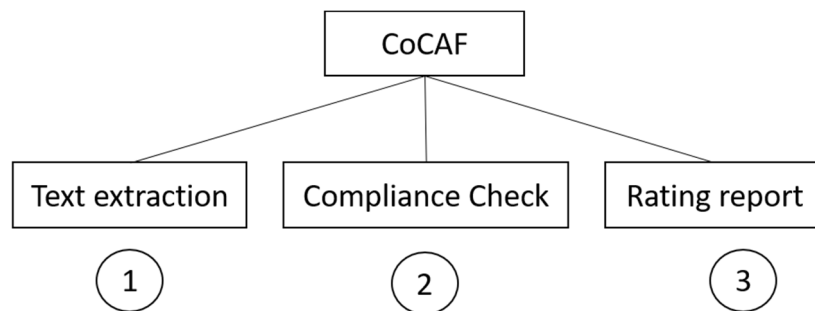 CoCAF
Text extraction
Compliance Check
Rating report
1
2
3